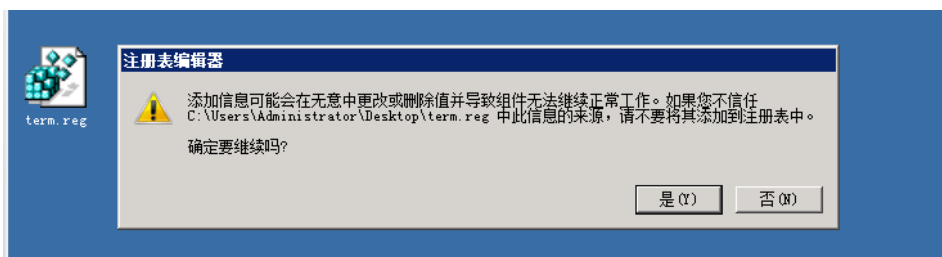 注册表编辑器
添加信息可能会在无意中更改或删除值并导致组件无法继续正常工作。如果您不信任
C:\Users\Administrator\Desktop\term.reg 中此信息的来源，请不要将其添加到注册表中。
确定要继续吗?
是(Y)
否(N)
term.reg